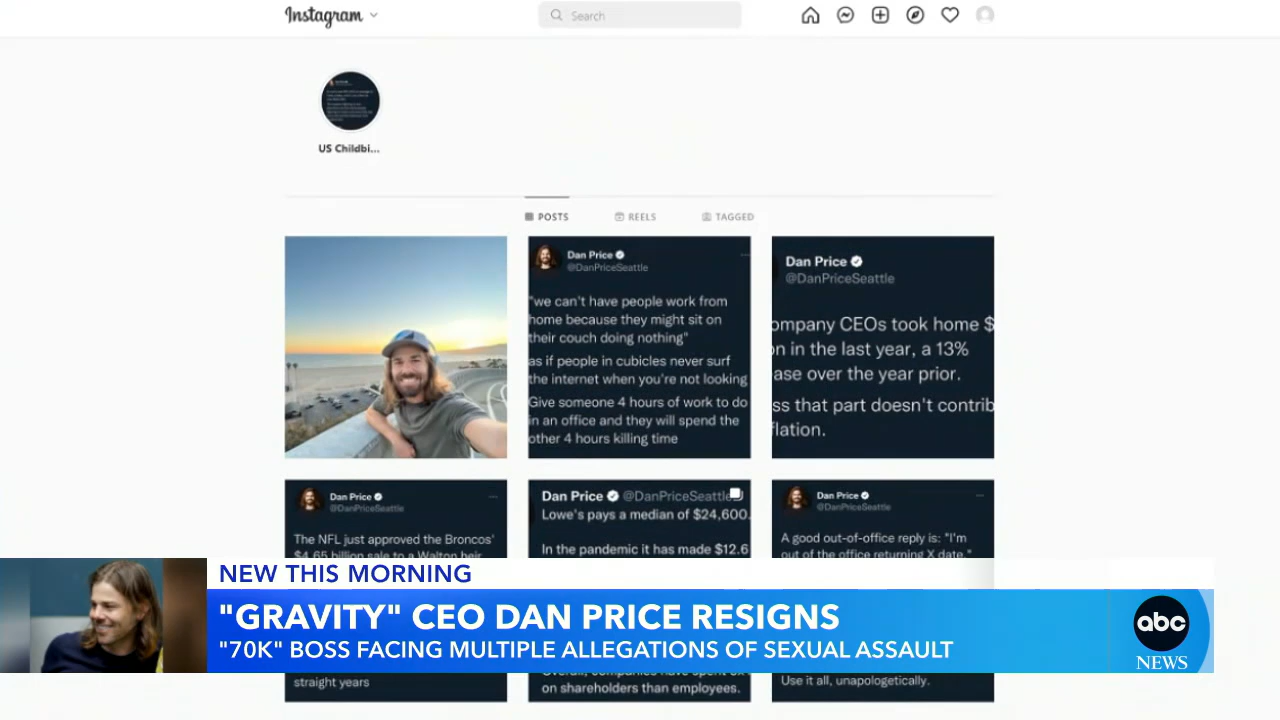 Instagram
Search
US Childbi...
POSTS
REELS
TAGGED
Dan Price
@DanPriceSeattle
"we can't have people work from
home because they might sit on
their couch doing nothing"
as if people in cubicles never surf
the internet when you're not looking
Give someone 4 hours of work to do
in an office and they will spend the
other 4 hours killing time
Dan Price
@DanPriceSeattle
ompany CEOs took home $
n in the last year, a 13%
ase over the year prior.
ss that part doesn't contrib
flation.
Dan Price
@DanPriceSeattle
The NFL just approved the Broncos'
$4.65 billion sale to a Walton heir
straight years
Dan Price @DanPriceSeattle
Lowe's pays a median of $24,600.
In the pandemic it has made $12.6
on shareholders than employees.
Dan Price
@DanPriceSeattle
A good out-of-office reply is: "I'm
out of the office returning X date."
Use it all, unapologetically.
NEW THIS MORNING
"GRAVITY" CEO DAN PRICE RESIGNS
"70K" BOSS FACING MULTIPLE ALLEGATIONS OF SEXUAL ASSAULT
abc
NEWS